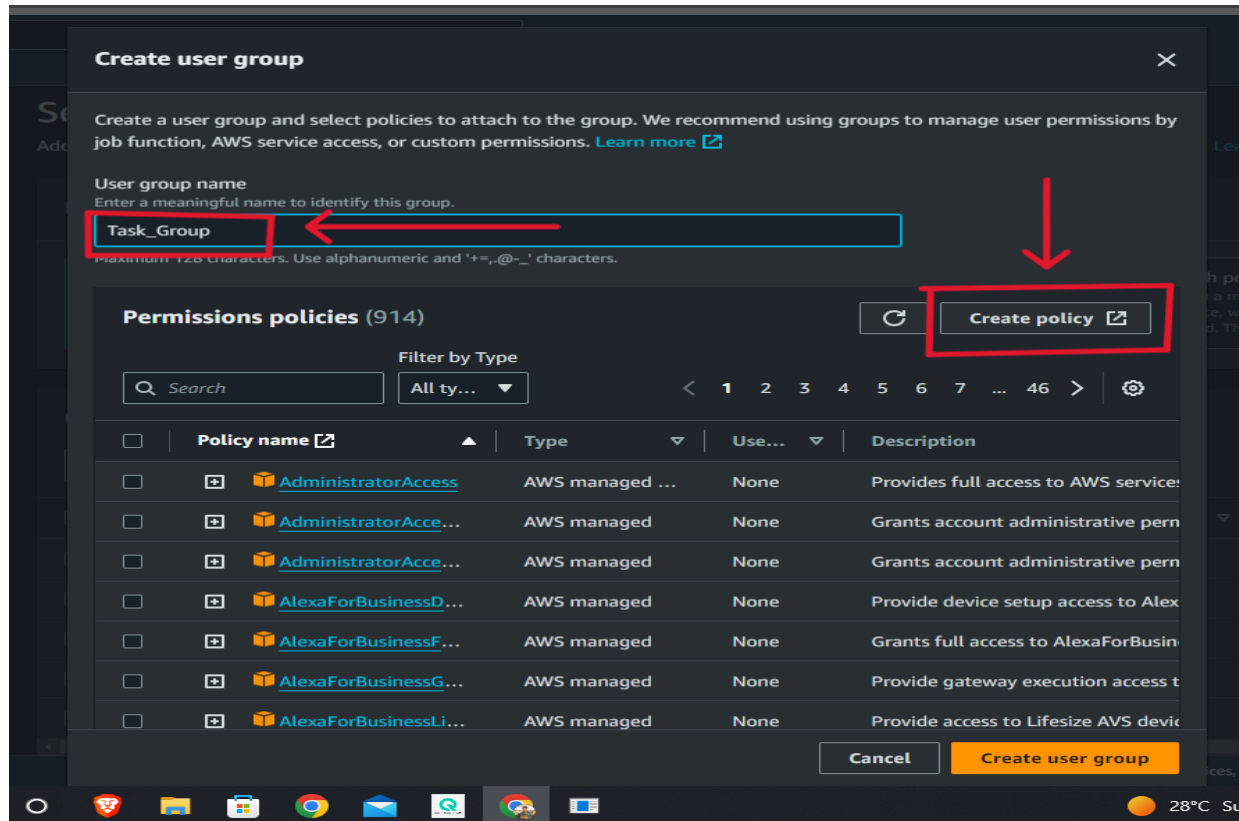 Create user group
Create a user group and select policies to attach to the group. We recommend using groups to manage user permissions by
job function, AWS service access, or custom permissions. Learn more
User group name
Enter a meaningful name to identify this group.
Task_Group
Maximum 128 characters. Use alphanumeric and '+=,.@-_' characters.
Permissions policies (914)
Create policy
Filter by Type
Search
All ty...
1 2 3 4 5 6 7 ... 46
Policy name Type Use... Description
AdministratorAccess AWS managed ... None Provides full access to AWS services
AdministratorAcce... AWS managed None Grants account administrative perm
AdministratorAcce... AWS managed None Grants account administrative perm
AlexaForBusinessD... AWS managed None Provide device setup access to Alex
AlexaForBusinessF... AWS managed None Grants full access to AlexaForBusin
AlexaForBusinessG... AWS managed None Provide gateway execution access t
AlexaForBusinessLi... AWS managed None Provide access to Lifesize AVS devic
Cancel Create user group
28°C Su